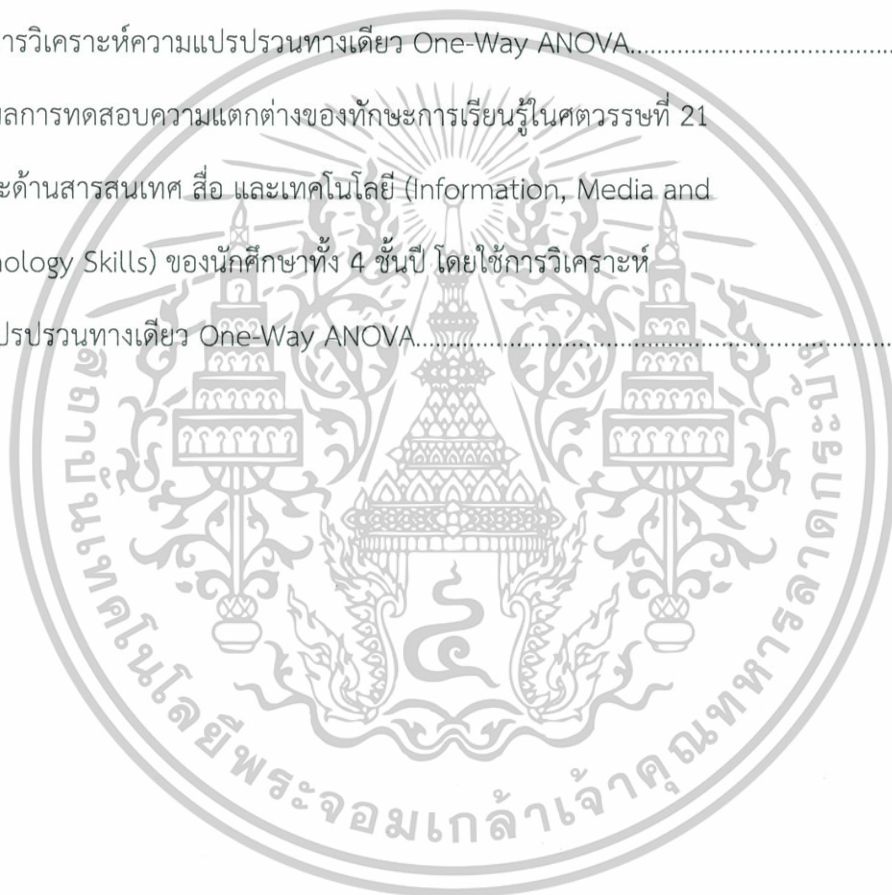 ารวิเคราะห์ความแปรปรวนทางเดียว One-Way ANOVA.......................................
ผลการทดสอบความแตกต่างของทักษะการเรียนรู้ในศตวรรษที่ 21
ะด้านสารสนเทศ สื่อ และเทคโนโลยี (Information, Media and
nology Skills) ของนักศึกษาทั้ง 4 ชั้นปี โดยใช้การวิเคราะห์
ปรปรวนทางเดียว One-Way ANOVA.......................................................................
สถาบันเทคโนโลยีพระจอมเกล้าเจ้าคุณทหารลาดกระบัง
๔